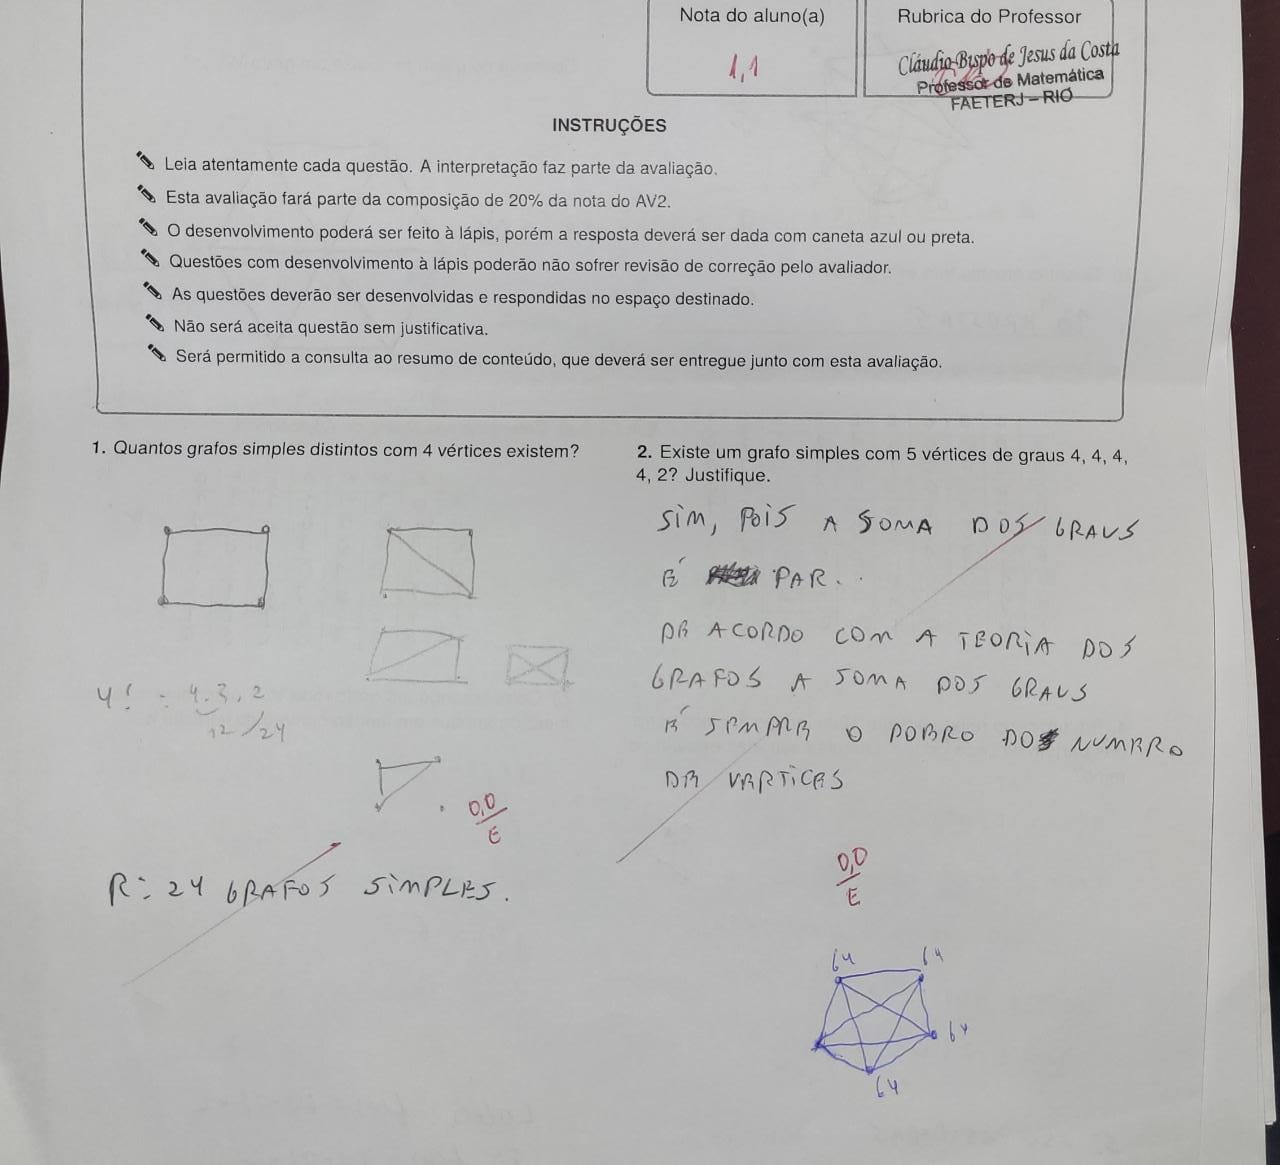 Nota do aluno(a)
1,1
Rubrica do Professor
Cláudio Bispo de Jesus da Costa
Professor de Matemática
FAETERJ – RIO
INSTRUÇÕES
Leia atentamente cada questão. A interpretação faz parte da avaliação.
Esta avaliação fará parte da composição de 20% da nota do AV2.
O desenvolvimento poderá ser feito à lápis, porém a resposta deverá ser dada com caneta azul ou preta.
Questões com desenvolvimento à lápis poderão não sofrer revisão de correção pelo avaliador.
As questões deverão ser desenvolvidas e respondidas no espaço destinado.
Não será aceita questão sem justificativa.
Será permitido a consulta ao resumo de conteúdo, que deverá ser entregue junto com esta avaliação.
1. Quantos grafos simples distintos com 4 vértices existem?
4! = 4.3.2
12/24
0,0
E
R: 24 GRAFOS SIMPLES.
2. Existe um grafo simples com 5 vértices de graus 4, 4, 4,
4, 2? Justifique.
SIM, POIS A SOMA DOS GRAUS
É PAR.
DE ACORDO COM A TEORIA DOS
GRAFOS A SOMA DOS GRAUS
É SEMPRE O DOBRO DO NUMERO
DE VERTICES
0,0
E
G4 G4
G4
G4